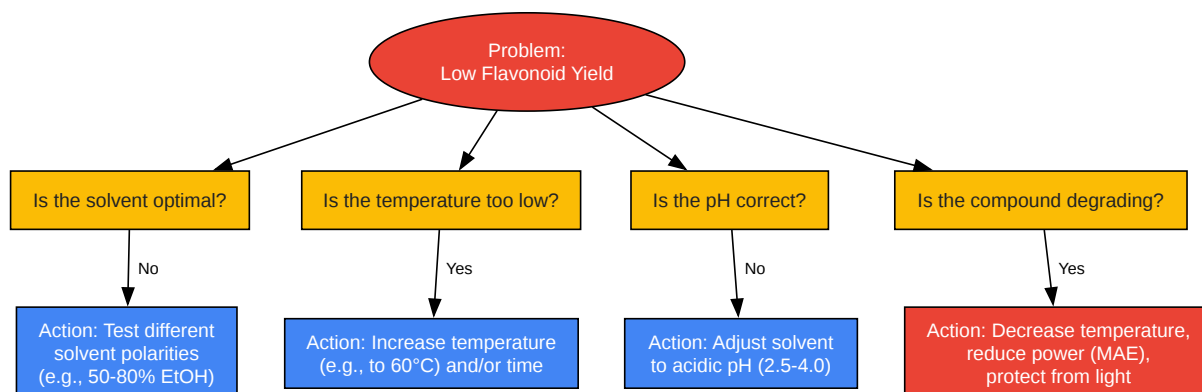 Problem:
Low Flavonoid Yield
Is the solvent optimal?
Is the temperature too low?
Is the pH correct?
Is the compound degrading?
No
Yes
No
Yes
Action: Test different
solvent polarities
(e.g., 50-80% EtOH)
Action: Increase temperature
(e.g., to 60°C) and/or time
Action: Adjust solvent
to acidic pH (2.5-4.0)
Action: Decrease temperature,
reduce power (MAE),
protect from light